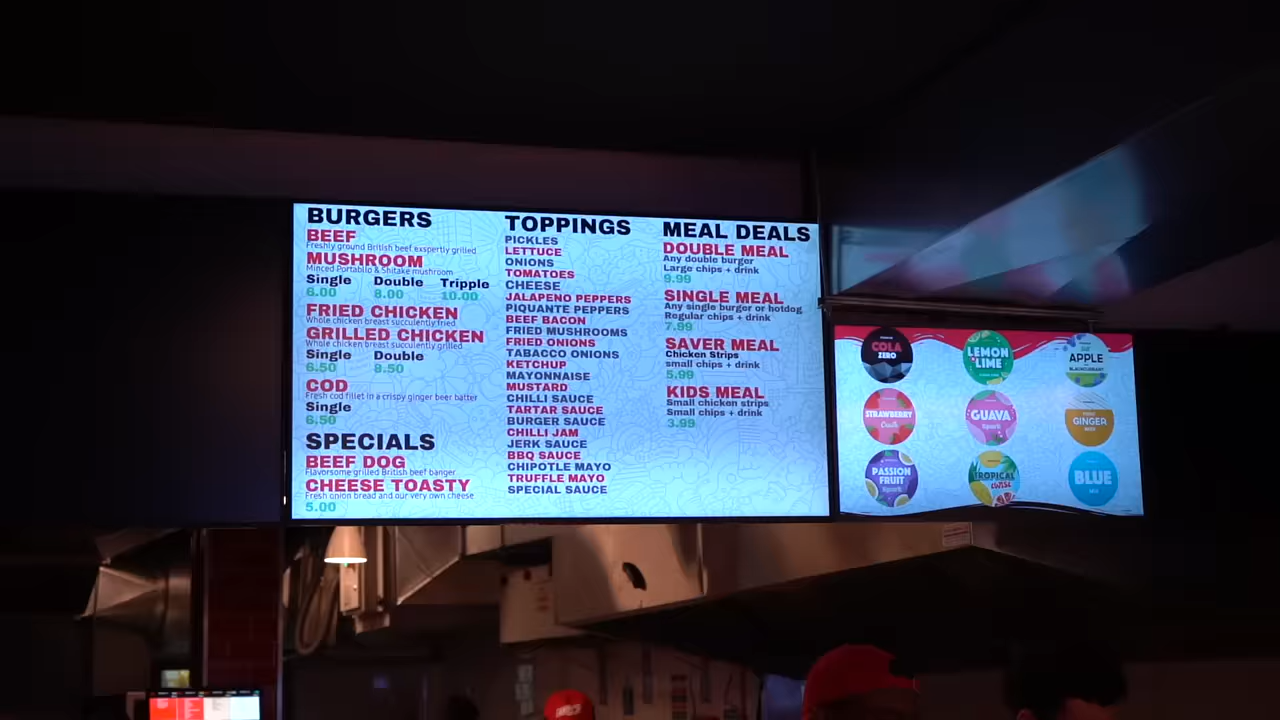 BURGERS
BEEF
Freshly ground British beef exspertly grilled
MUSHROOM
Minced Portabllo & Shitake mushroom
Single Double Tripple
6.00 8.00 10.00
FRIED CHICKEN
Whole chicken breast succulently fried
GRILLED CHICKEN
Whole chicken breast succulently grilled
Single Double
6.50 8.50
COD
Fresh cod fillet in a crispy ginger beer batter
Single
6.50
SPECIALS
BEEF DOG
Flavorsome grilled British beef banger
CHEESE TOASTY
Fresh onion bread and our very own cheese
5.00
TOPPINGS
PICKLES
LETTUCE
ONIONS
TOMATOES
CHEESE
JALAPENO PEPPERS
PIQUANTE PEPPERS
BEEF BACON
FRIED MUSHROOMS
FRIED ONIONS
TABACCO ONIONS
KETCHUP
MAYONNAISE
MUSTARD
CHILLI SAUCE
TARTAR SAUCE
BURGER SAUCE
CHILLI JAM
JERK SAUCE
BBQ SAUCE
CHIPOTLE MAYO
TRUFFLE MAYO
SPECIAL SAUCE
MEAL DEALS
DOUBLE MEAL
Any double burger
Large chips + drink
9.99
SINGLE MEAL
Any single burger or hotdog
Regular chips + drink
7.99
SAVER MEAL
Chicken Strips
small chips + drink
5.99
KIDS MEAL
Small chicken strips
Small chips + drink
3.99
COLA
ZERO
LEMON
LIME
APPLE
BLACKCURRANT
STRAWBERRY
GUAVA
GINGER
BEER
PASSION
FRUIT
TROPICAL
BLUE